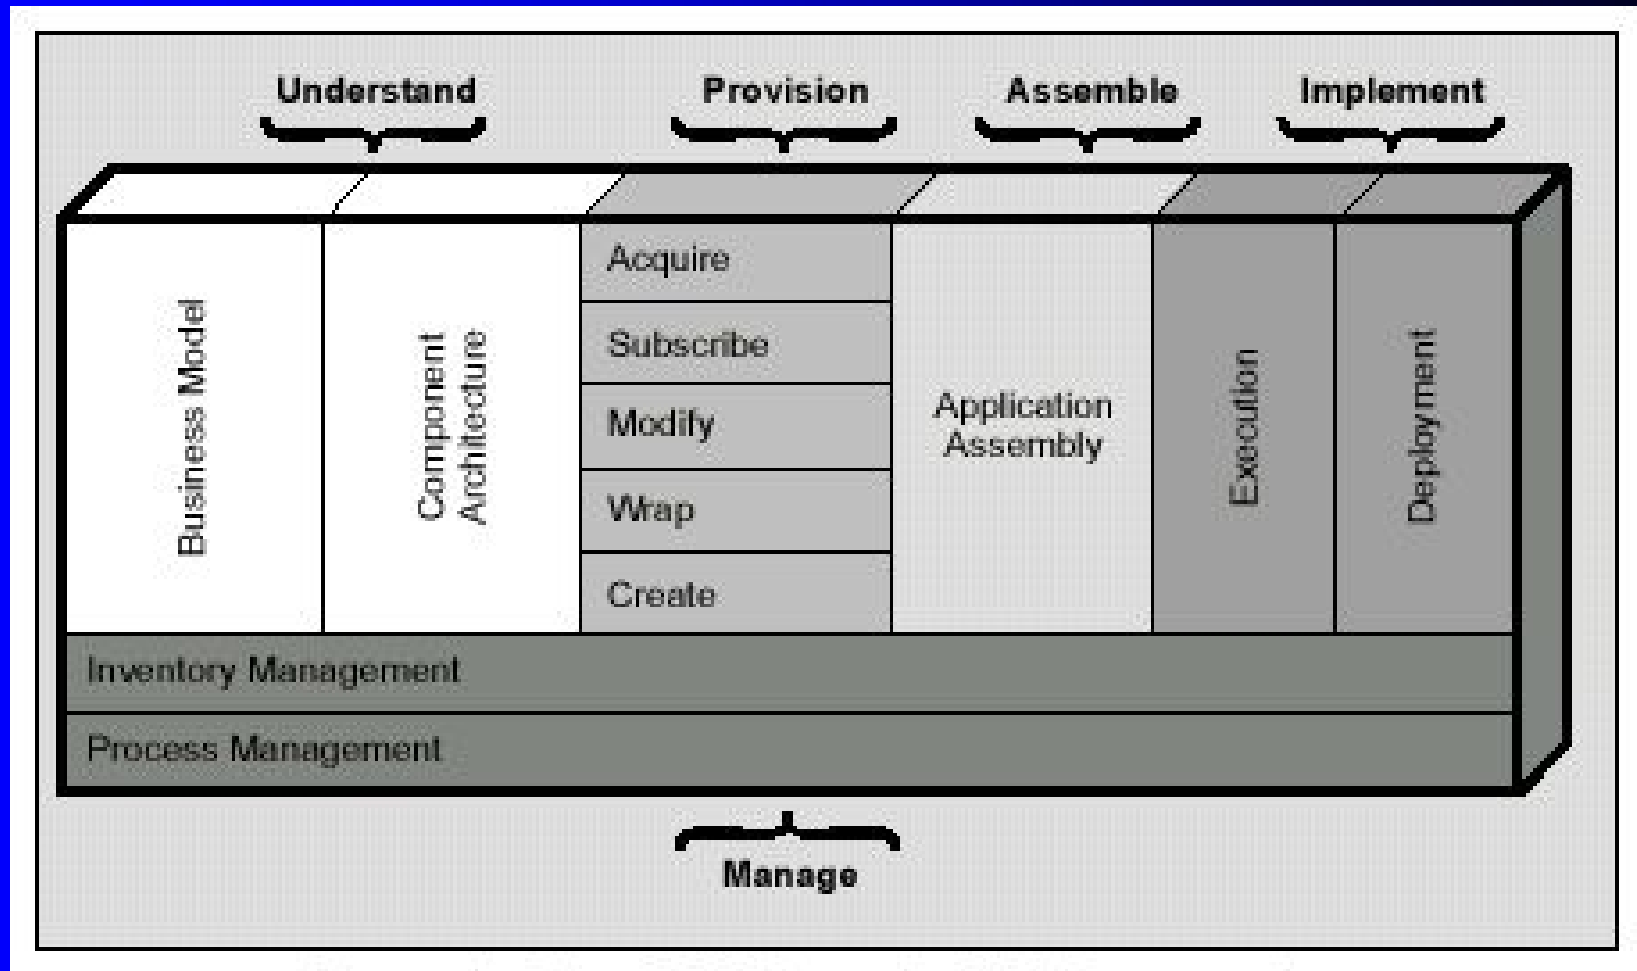 Understand
Provision
Assemble
Implement
Business Model
Component
Architecture
Acquire
Subscribe
Modify
Wrap
Create
Application
Assembly
Execution
Deployment
Inventory Management
Process Management
Manage